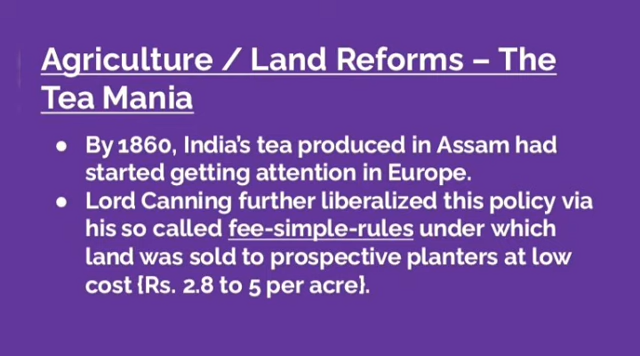 Agriculture / Land Reforms – The
Tea Mania
● By 1860, India's tea produced in Assam had
started getting attention in Europe.
● Lord Canning further liberalized this policy via
his so called fee-simple-rules under which
land was sold to prospective planters at low
cost {Rs. 2.8 to 5 per acre}.